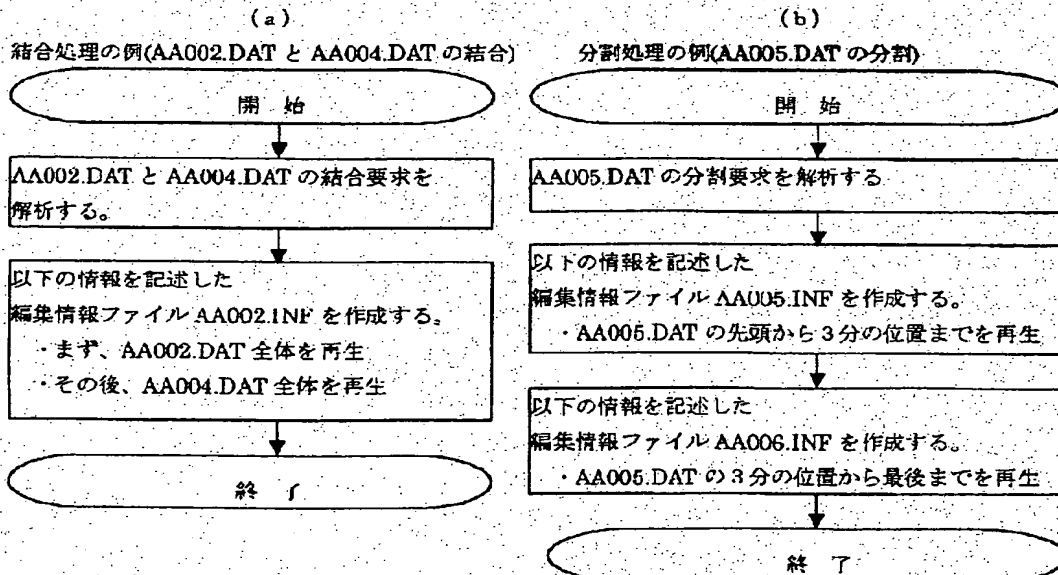 (a)
結合処理の例(AA002.DAT と AA004.DAT の結合)
開 始
AA002.DAT と AA004.DAT の結合要求を
解析する。
以下の情報を記述した
編集情報ファイル AA002.INF を作成する。
・まず、AA002.DAT 全体を再生
・その後、AA004.DAT 全体を再生
終 了
(b)
分割処理の例(AA005.DAT の分割)
開 始
AA005.DAT の分割要求を解析する
以下の情報を記述した
編集情報ファイル AA005.INF を作成する。
・AA005.DAT の先頭から3分の位置までを再生
以下の情報を記述した
編集情報ファイル AA006.INF を作成する。
・AA005.DAT の3分の位置から最後までを再生
終 了